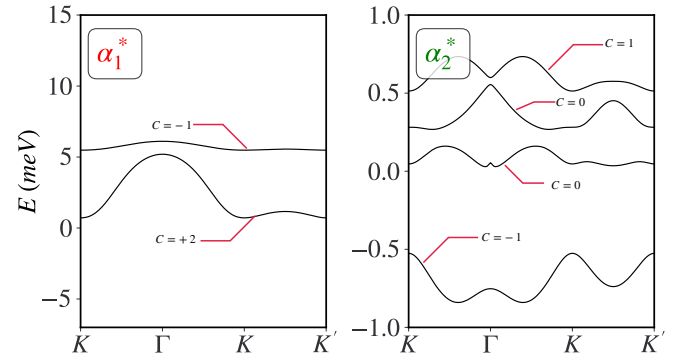 15
10
5
0
−5
E (meV)
α₁*
C = −1
C = +2
K Γ K K′
1.0
0.5
0.0
−0.5
−1.0
α₂*
C = 1
C = 0
C = 0
C = −1
K Γ K K′